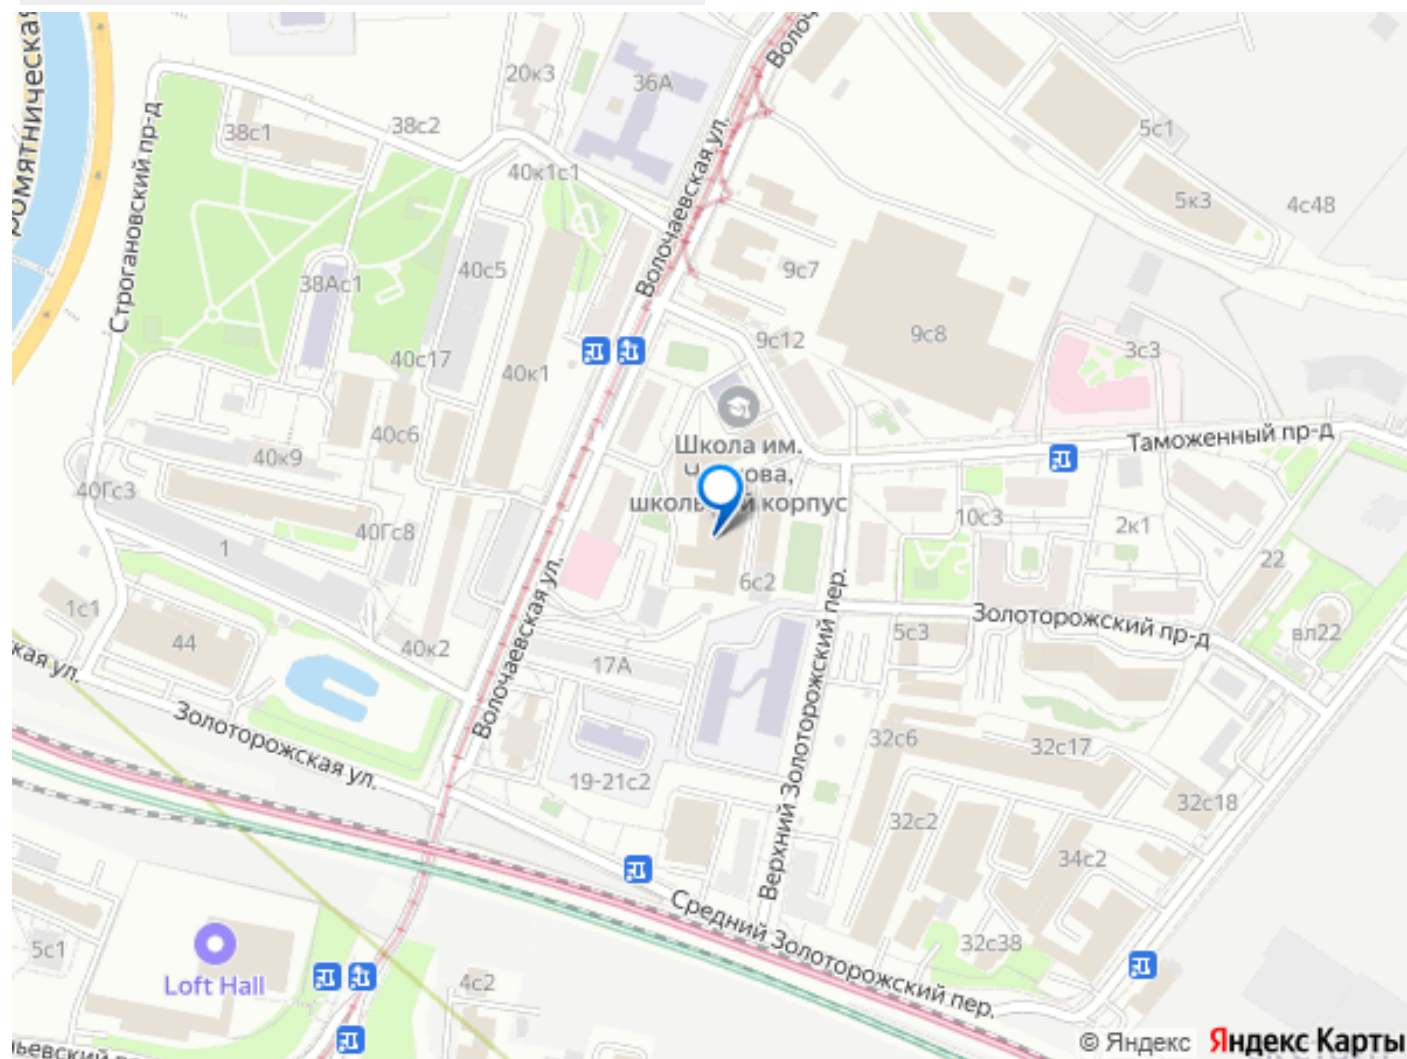 20к3
36А
Волочаевская ул.
38с1
38с2
5с1
40к1с1
5к3
4с48
Строгановский пр-д
38Ас1
40с5
9с7
9с8
9с12
3с3
40с17
40к1
Таможенный пр-д
40с6
40к9
Школа им.
корпус
40Гс3
40Гс8
10с3
2к1
1
22
6с2
1с1
44
40к2
Волочаевская ул.
17А
Верхний Золоторожский пер.
5с3
Золоторожский пр-д
вл22
Золоторожская ул.
19-21с2
32с6
32с17
32с18
32с2
34с2
Средний Золоторожский пер.
32с38
5с1
Loft Hall
4с2
© Яндекс Яндекс Карты